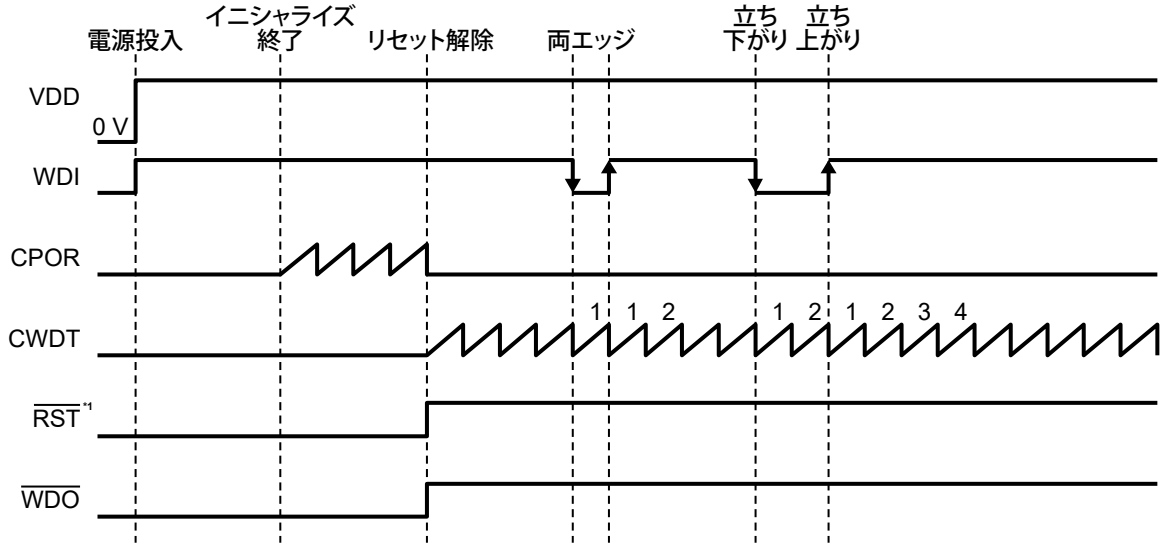 電源投入
イニシャライズ
終了
リセット解除
両エッジ
立ち
下がり
立ち
上がり
VDD
0 V
WDI
CPOR
CWDT
1 1 2 1 2 1 2 3 4
RST*1
WDO